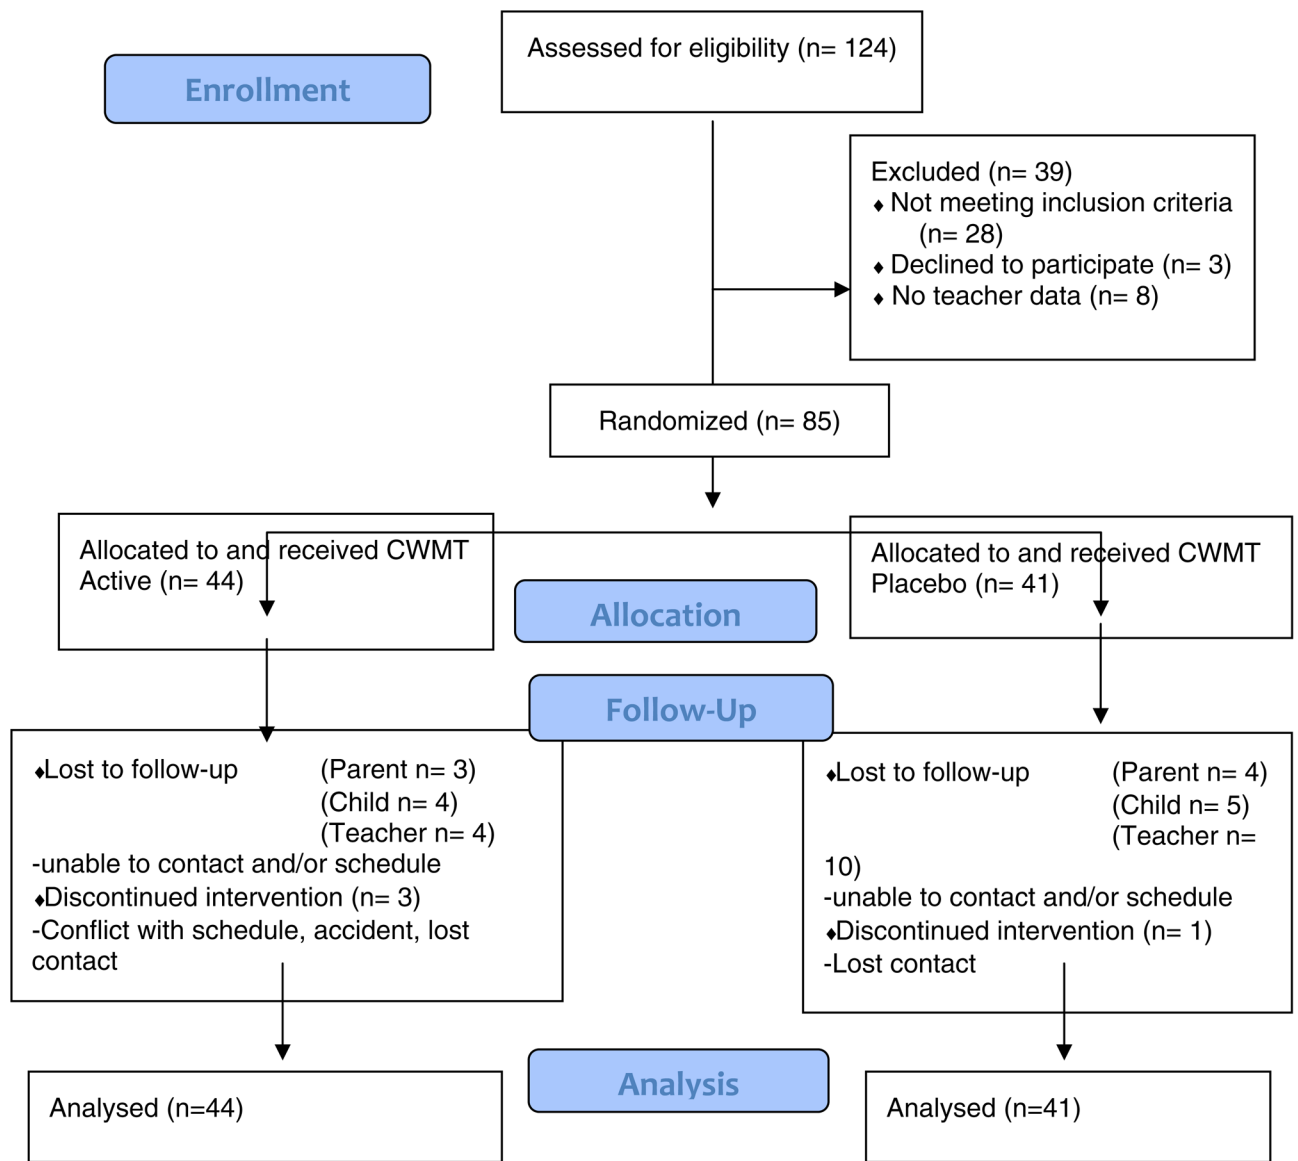 Assessed for eligibility (n= 124)
Enrollment
Excluded (n= 39)
♦ Not meeting inclusion criteria
(n= 28)
♦ Declined to participate (n= 3)
♦ No teacher data (n= 8)
Randomized (n= 85)
Allocated to and received CWMT
Active (n= 44)
Allocated to and received CWMT
Placebo (n= 41)
Allocation
Follow-Up
♦Lost to follow-up (Parent n= 3)
(Child n= 4)
(Teacher n= 4)
-unable to contact and/or schedule
♦Discontinued intervention (n= 3)
-Conflict with schedule, accident, lost
contact
♦Lost to follow-up (Parent n= 4)
(Child n= 5)
(Teacher n=
10)
-unable to contact and/or schedule
♦Discontinued intervention (n= 1)
-Lost contact
Analysis
Analysed (n=44)
Analysed (n=41)